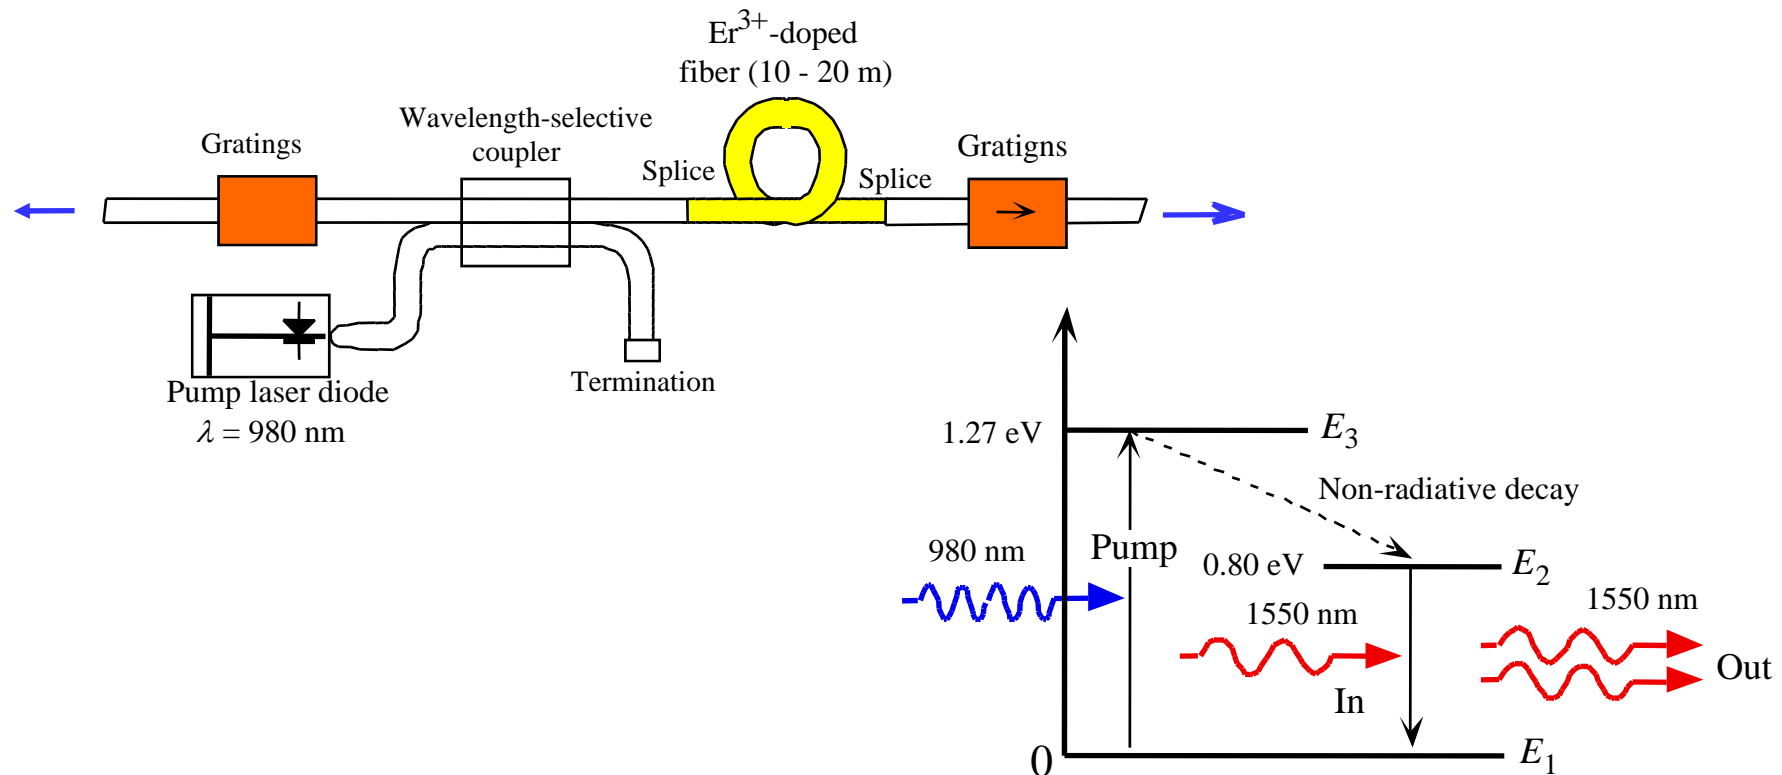 Er³⁺-doped
fiber (10 - 20 m)
Wavelength-selective
coupler
Gratings
Splice
Splice
Gratigns
Pump laser diode
λ = 980 nm
Termination
1.27 eV
E₃
Non-radiative decay
980 nm
Pump
0.80 eV
E₂
1550 nm
1550 nm
In
Out
0
E₁